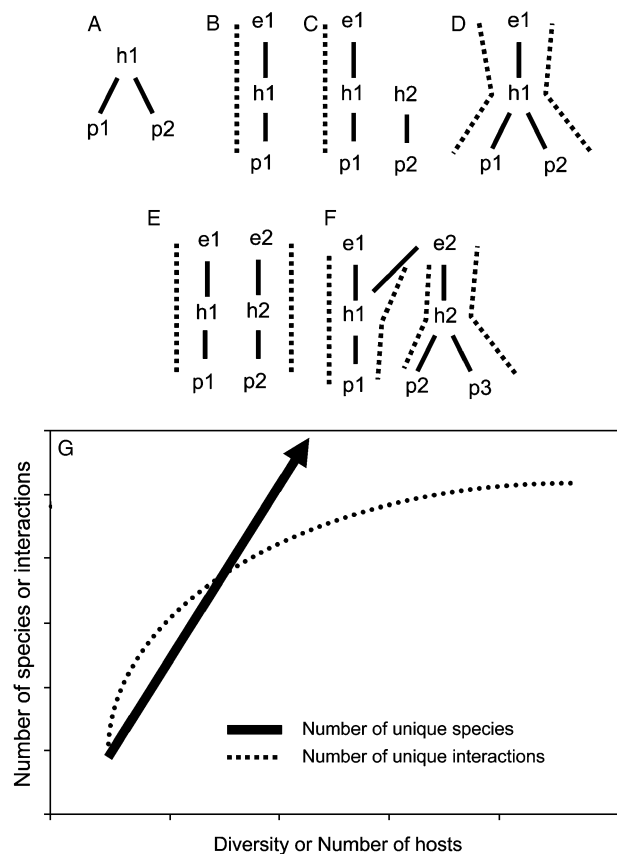 A B C D
e1 e1 e1
h1
h1 h1 h2 h1
p1 p2
p1 p1 p2 p1 p2
E F
e1 e2 e1 e2
h1 h2 h1 h2
p1 p2 p1 p2 p3
G
Number of species or interactions
Number of unique species
Number of unique interactions
Diversity or Number of hosts